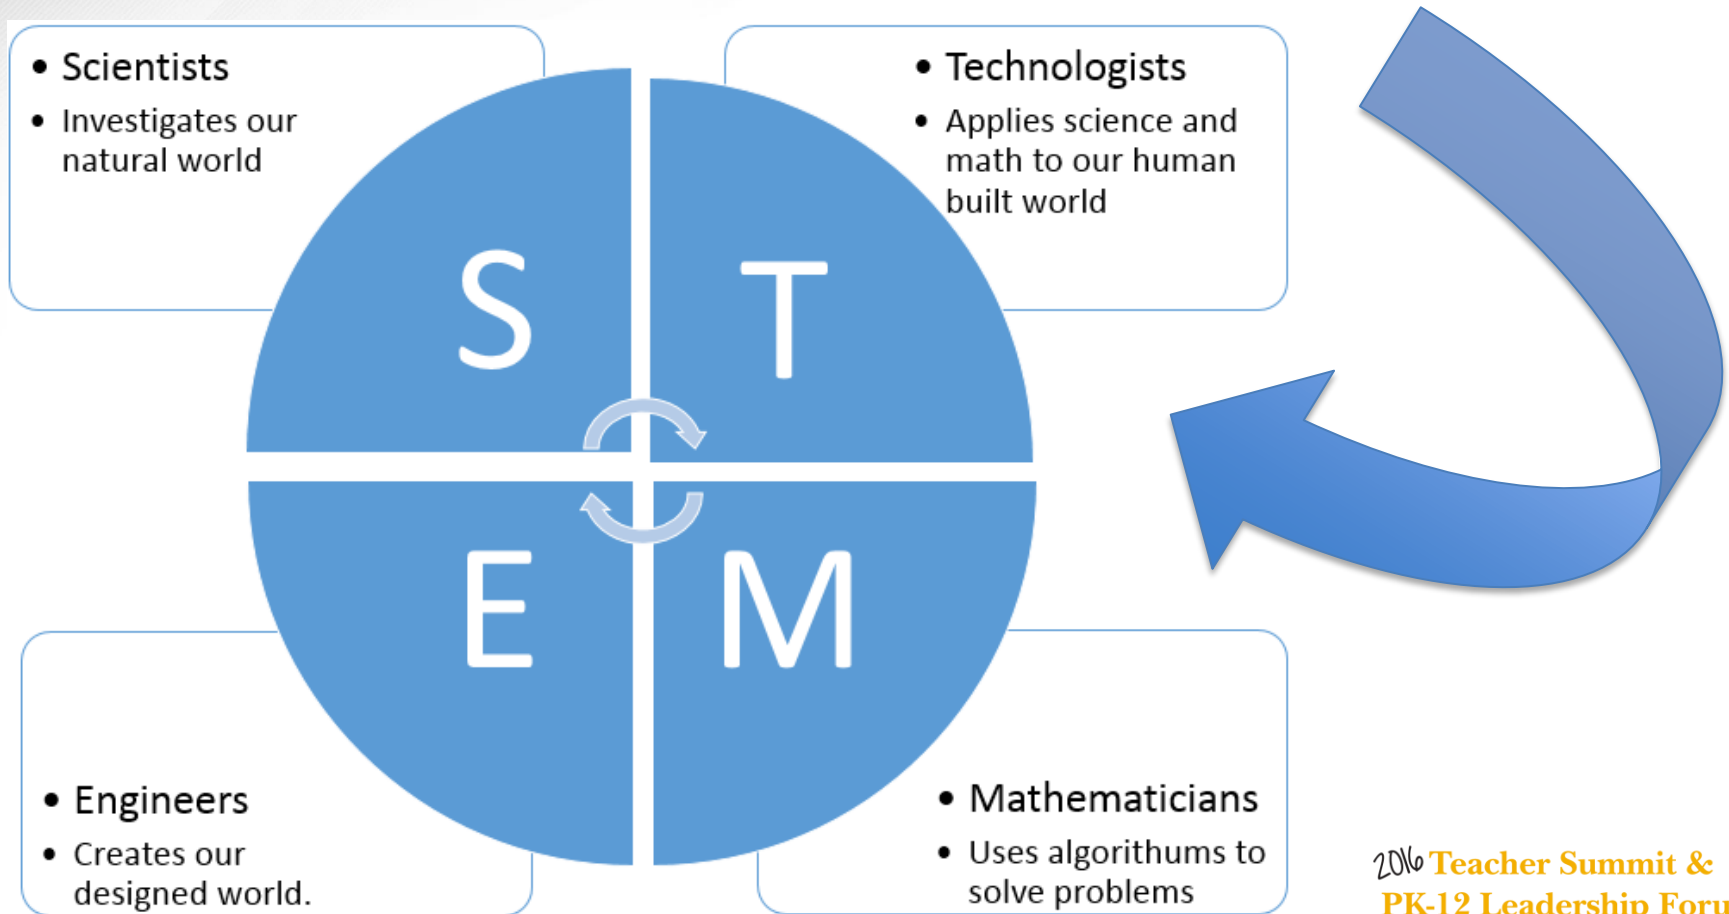 • Scientists
• Investigates our
natural world
• Technologists
• Applies science and
math to our human
built world
S
T
E
M
• Engineers
• Creates our
designed world.
• Mathematicians
• Uses algorithums to
solve problems
2016 Teacher Summit &
PK-12 Leadership